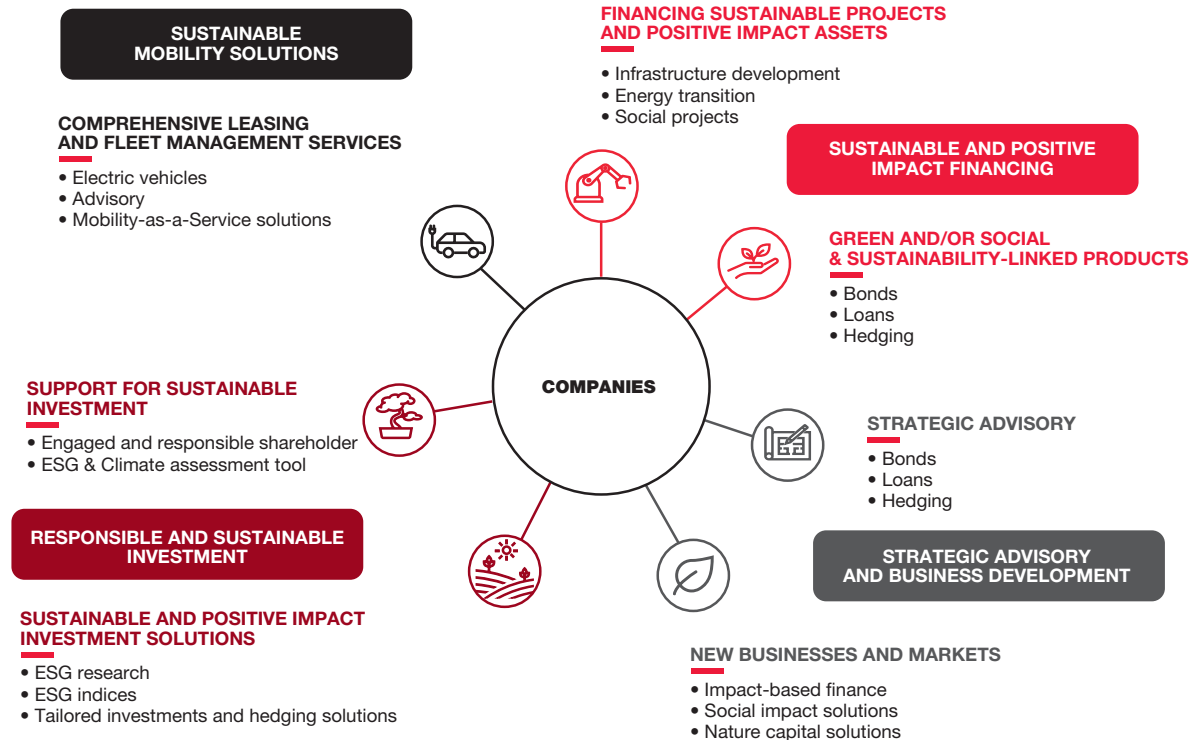 SUSTAINABLE
MOBILITY SOLUTIONS
COMPREHENSIVE LEASING
AND FLEET MANAGEMENT SERVICES
• Electric vehicles
• Advisory
• Mobility-as-a-Service solutions
FINANCING SUSTAINABLE PROJECTS
AND POSITIVE IMPACT ASSETS
• Infrastructure development
• Energy transition
• Social projects
SUSTAINABLE AND POSITIVE
IMPACT FINANCING
GREEN AND/OR SOCIAL
& SUSTAINABILITY-LINKED PRODUCTS
• Bonds
• Loans
• Hedging
COMPANIES
SUPPORT FOR SUSTAINABLE
INVESTMENT
• Engaged and responsible shareholder
• ESG & Climate assessment tool
STRATEGIC ADVISORY
• Bonds
• Loans
• Hedging
RESPONSIBLE AND SUSTAINABLE
INVESTMENT
STRATEGIC ADVISORY
AND BUSINESS DEVELOPMENT
SUSTAINABLE AND POSITIVE IMPACT
INVESTMENT SOLUTIONS
• ESG research
• ESG indices
• Tailored investments and hedging solutions
NEW BUSINESSES AND MARKETS
• Impact-based finance
• Social impact solutions
• Nature capital solutions